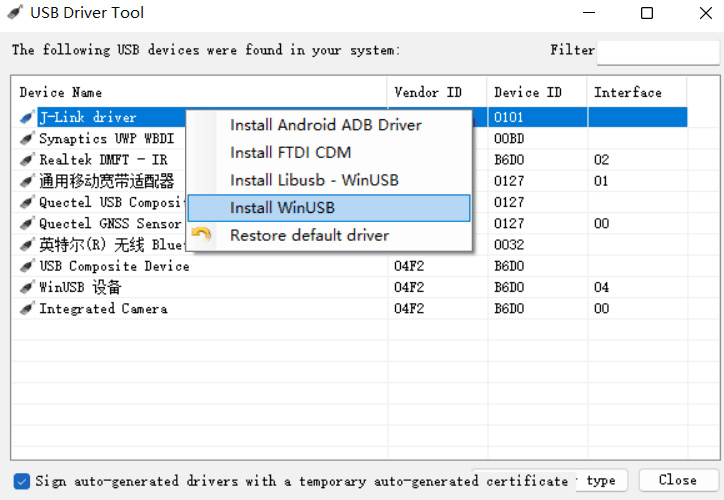 USB Driver Tool
The following USB devices were found in your system:
Filter
Device Name Vendor ID Device ID Interface
J-Link driver 0101
Install Android ADB Driver
Synaptics UWP WBDI 00BD
Install FTDI CDM
Realtek DMFT - IR B6D0 02
Install Libusb - WinUSB
通用移动宽带适配器 0127 01
Quectel USB 0127
Install WinUSB
Quectel GNSS Sensor 0127 00
Restore default driver
英特尔(R) 无线 0032
USB Composite Device 04F2 B6D0
WinUSB 设备 04F2 B6D0 04
Integrated Camera 04F2 B6D0 00
Sign auto-generated drivers with a temporary auto-generated certificate type
Close